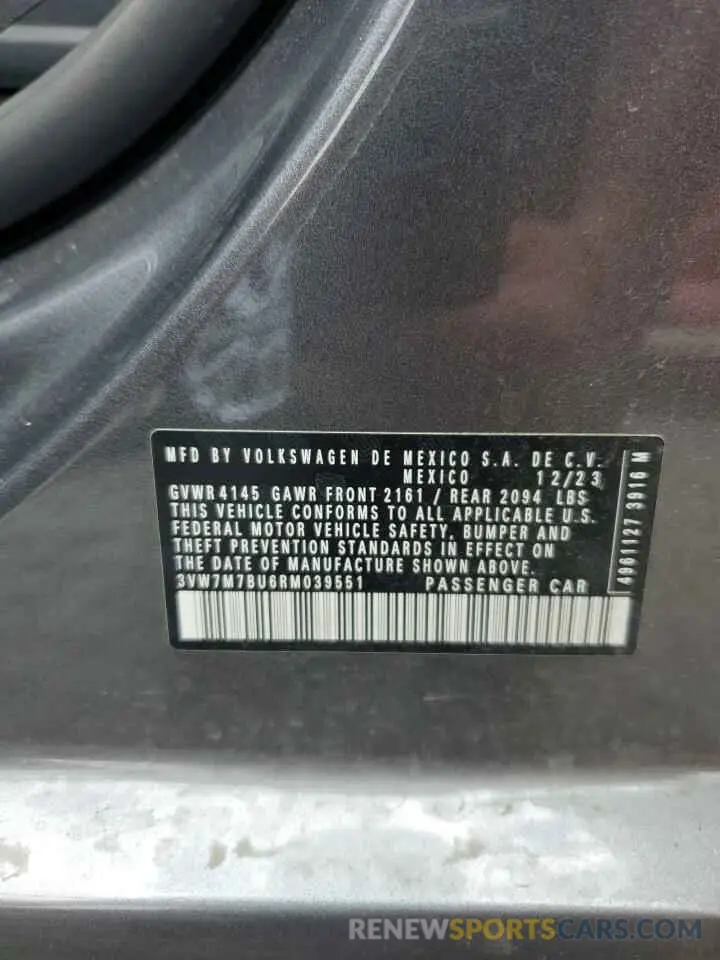 MFD BY VOLKSWAGEN DE MEXICO S.A. DE C.V.
MEXICO 12/23
GVWR 4145 GAWR FRONT 2161 / REAR 2094 LBS
THIS VEHICLE CONFORMS TO ALL APPLICABLE U.S.
FEDERAL MOTOR VEHICLE SAFETY, BUMPER AND
THEFT PREVENTION STANDARDS IN EFFECT ON
THE DATE OF MANUFACTURE SHOWN ABOVE.
3VW7M7BU6RM039551 PASSENGER CAR
4961127 3916 M
RENEWSPORTSCARS.COM